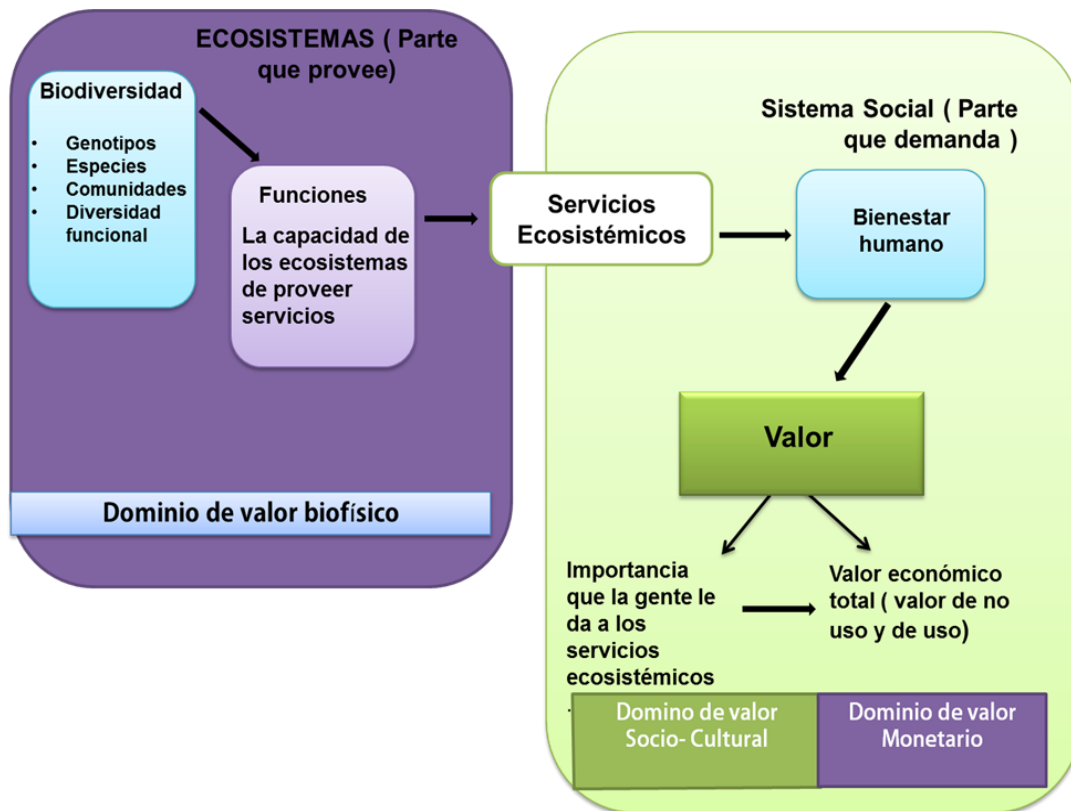 ECOSISTEMAS ( Parte
que provee)
Biodiversidad
• Genotipos
• Especies
• Comunidades
• Diversidad
funcional
Funciones
La capacidad de
los ecosistemas
de proveer
servicios
Dominio de valor biofísico
Servicios
Ecosistémicos
Sistema Social ( Parte
que demanda )
Bienestar
humano
Valor
Importancia
que la gente le
da a los
servicios
ecosistémicos
.
Valor económico
total ( valor de no
uso y de uso)
Domino de valor
Socio- Cultural
Dominio de valor
Monetario